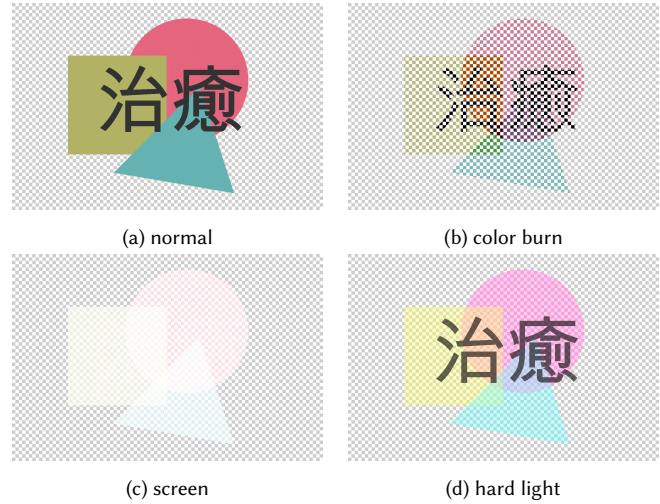 治癒
治癒
(a) normal
(b) color burn
治癒
(c) screen
(d) hard light